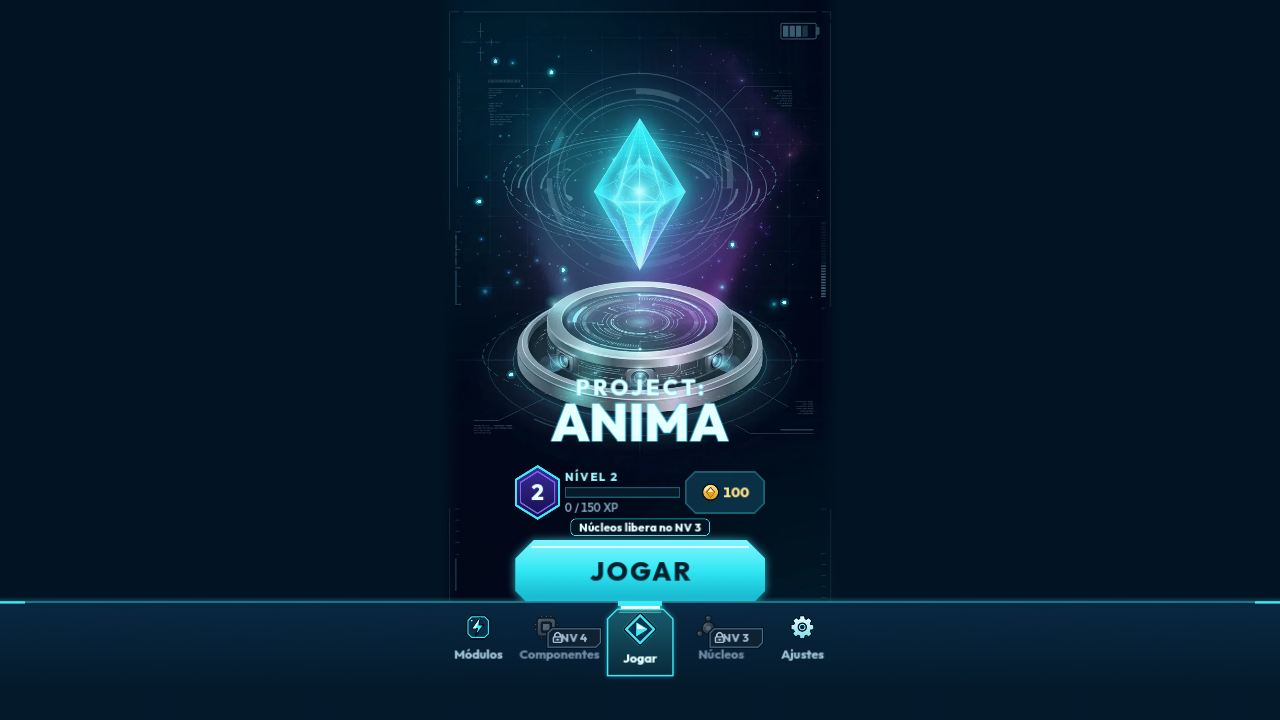 PROJECT:
ANIMA
2
NÍVEL 2
0 / 150 XP
100
Núcleos libera no NV 3
JOGAR
Módulos
NV 4
Componentes
Jogar
NV 3
Núcleos
Ajustes